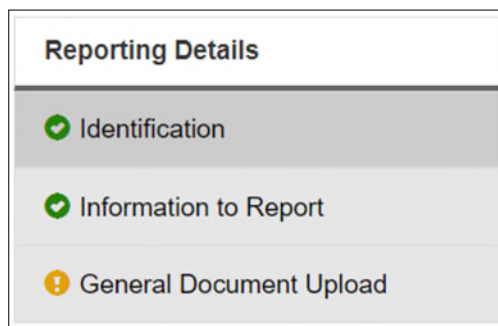 Reporting Details
Identification
Information to Report
General Document Upload